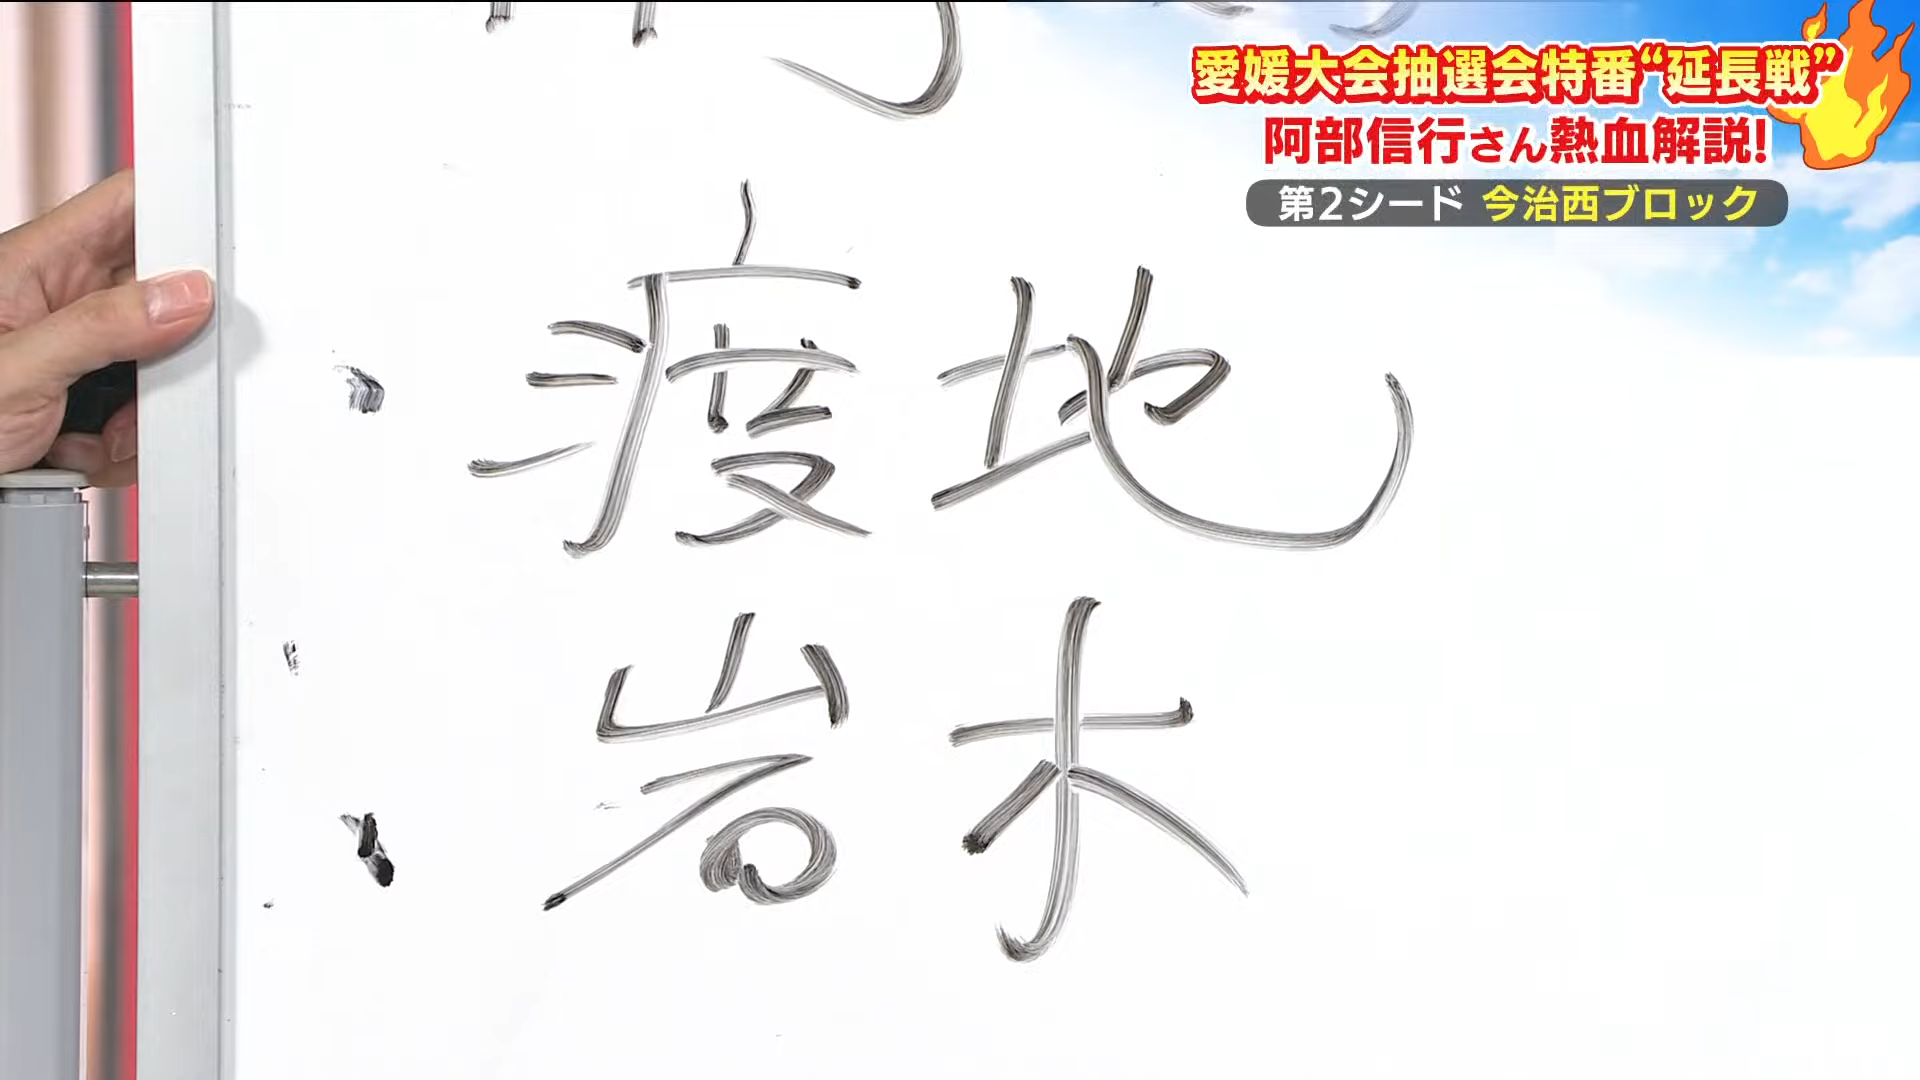 愛媛大会抽選会特番“延長戦”
阿部信行さん熱血解説!
第2シード 今治西ブロック
渡地
岩木